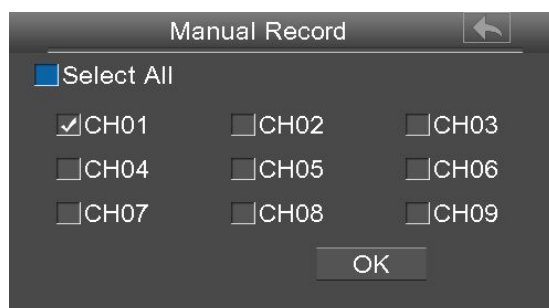 Manual Record
Select All
CH01 CH02 CH03
CH04 CH05 CH06
CH07 CH08 CH09
OK